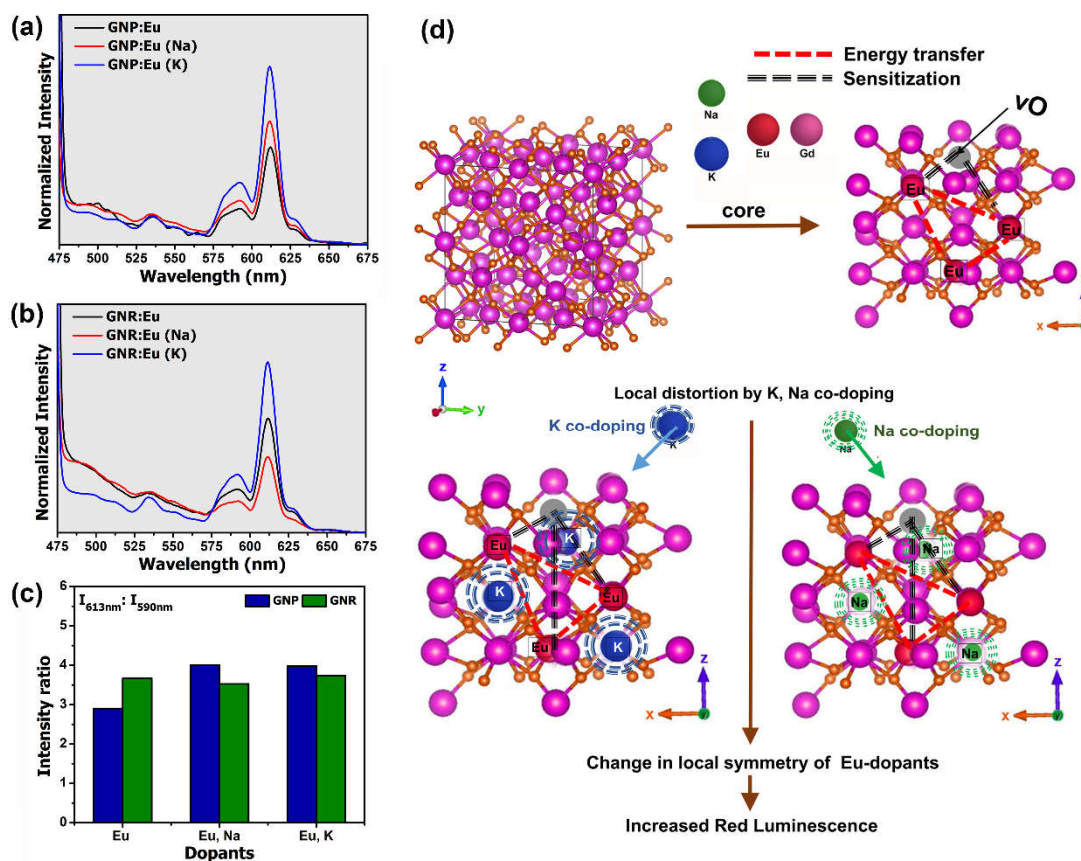 (a)
GNP:Eu
GNP:Eu (Na)
GNP:Eu (K)
Normalized Intensity
475 500 525 550 575 600 625 650 675
Wavelength (nm)
(b)
GNR:Eu
GNR:Eu (Na)
GNR:Eu (K)
Normalized Intensity
475 500 525 550 575 600 625 650 675
Wavelength (nm)
(c)
I613nm: I590nm
GNP GNR
Intensity ratio
6
5
4
3
2
1
0
Eu Eu, Na Eu, K
Dopants
(d)
Energy transfer
Sensitization
Na
K
Eu
Gd
vO
core
Eu
Eu
Eu
x
z
y
Local distortion by K, Na co-doping
K co-doping
K
Na co-doping
Na
Eu
K
K
Eu
Eu
K
z
x
Na
Na
Na
z
x
y
Change in local symmetry of Eu-dopants
Increased Red Luminescence